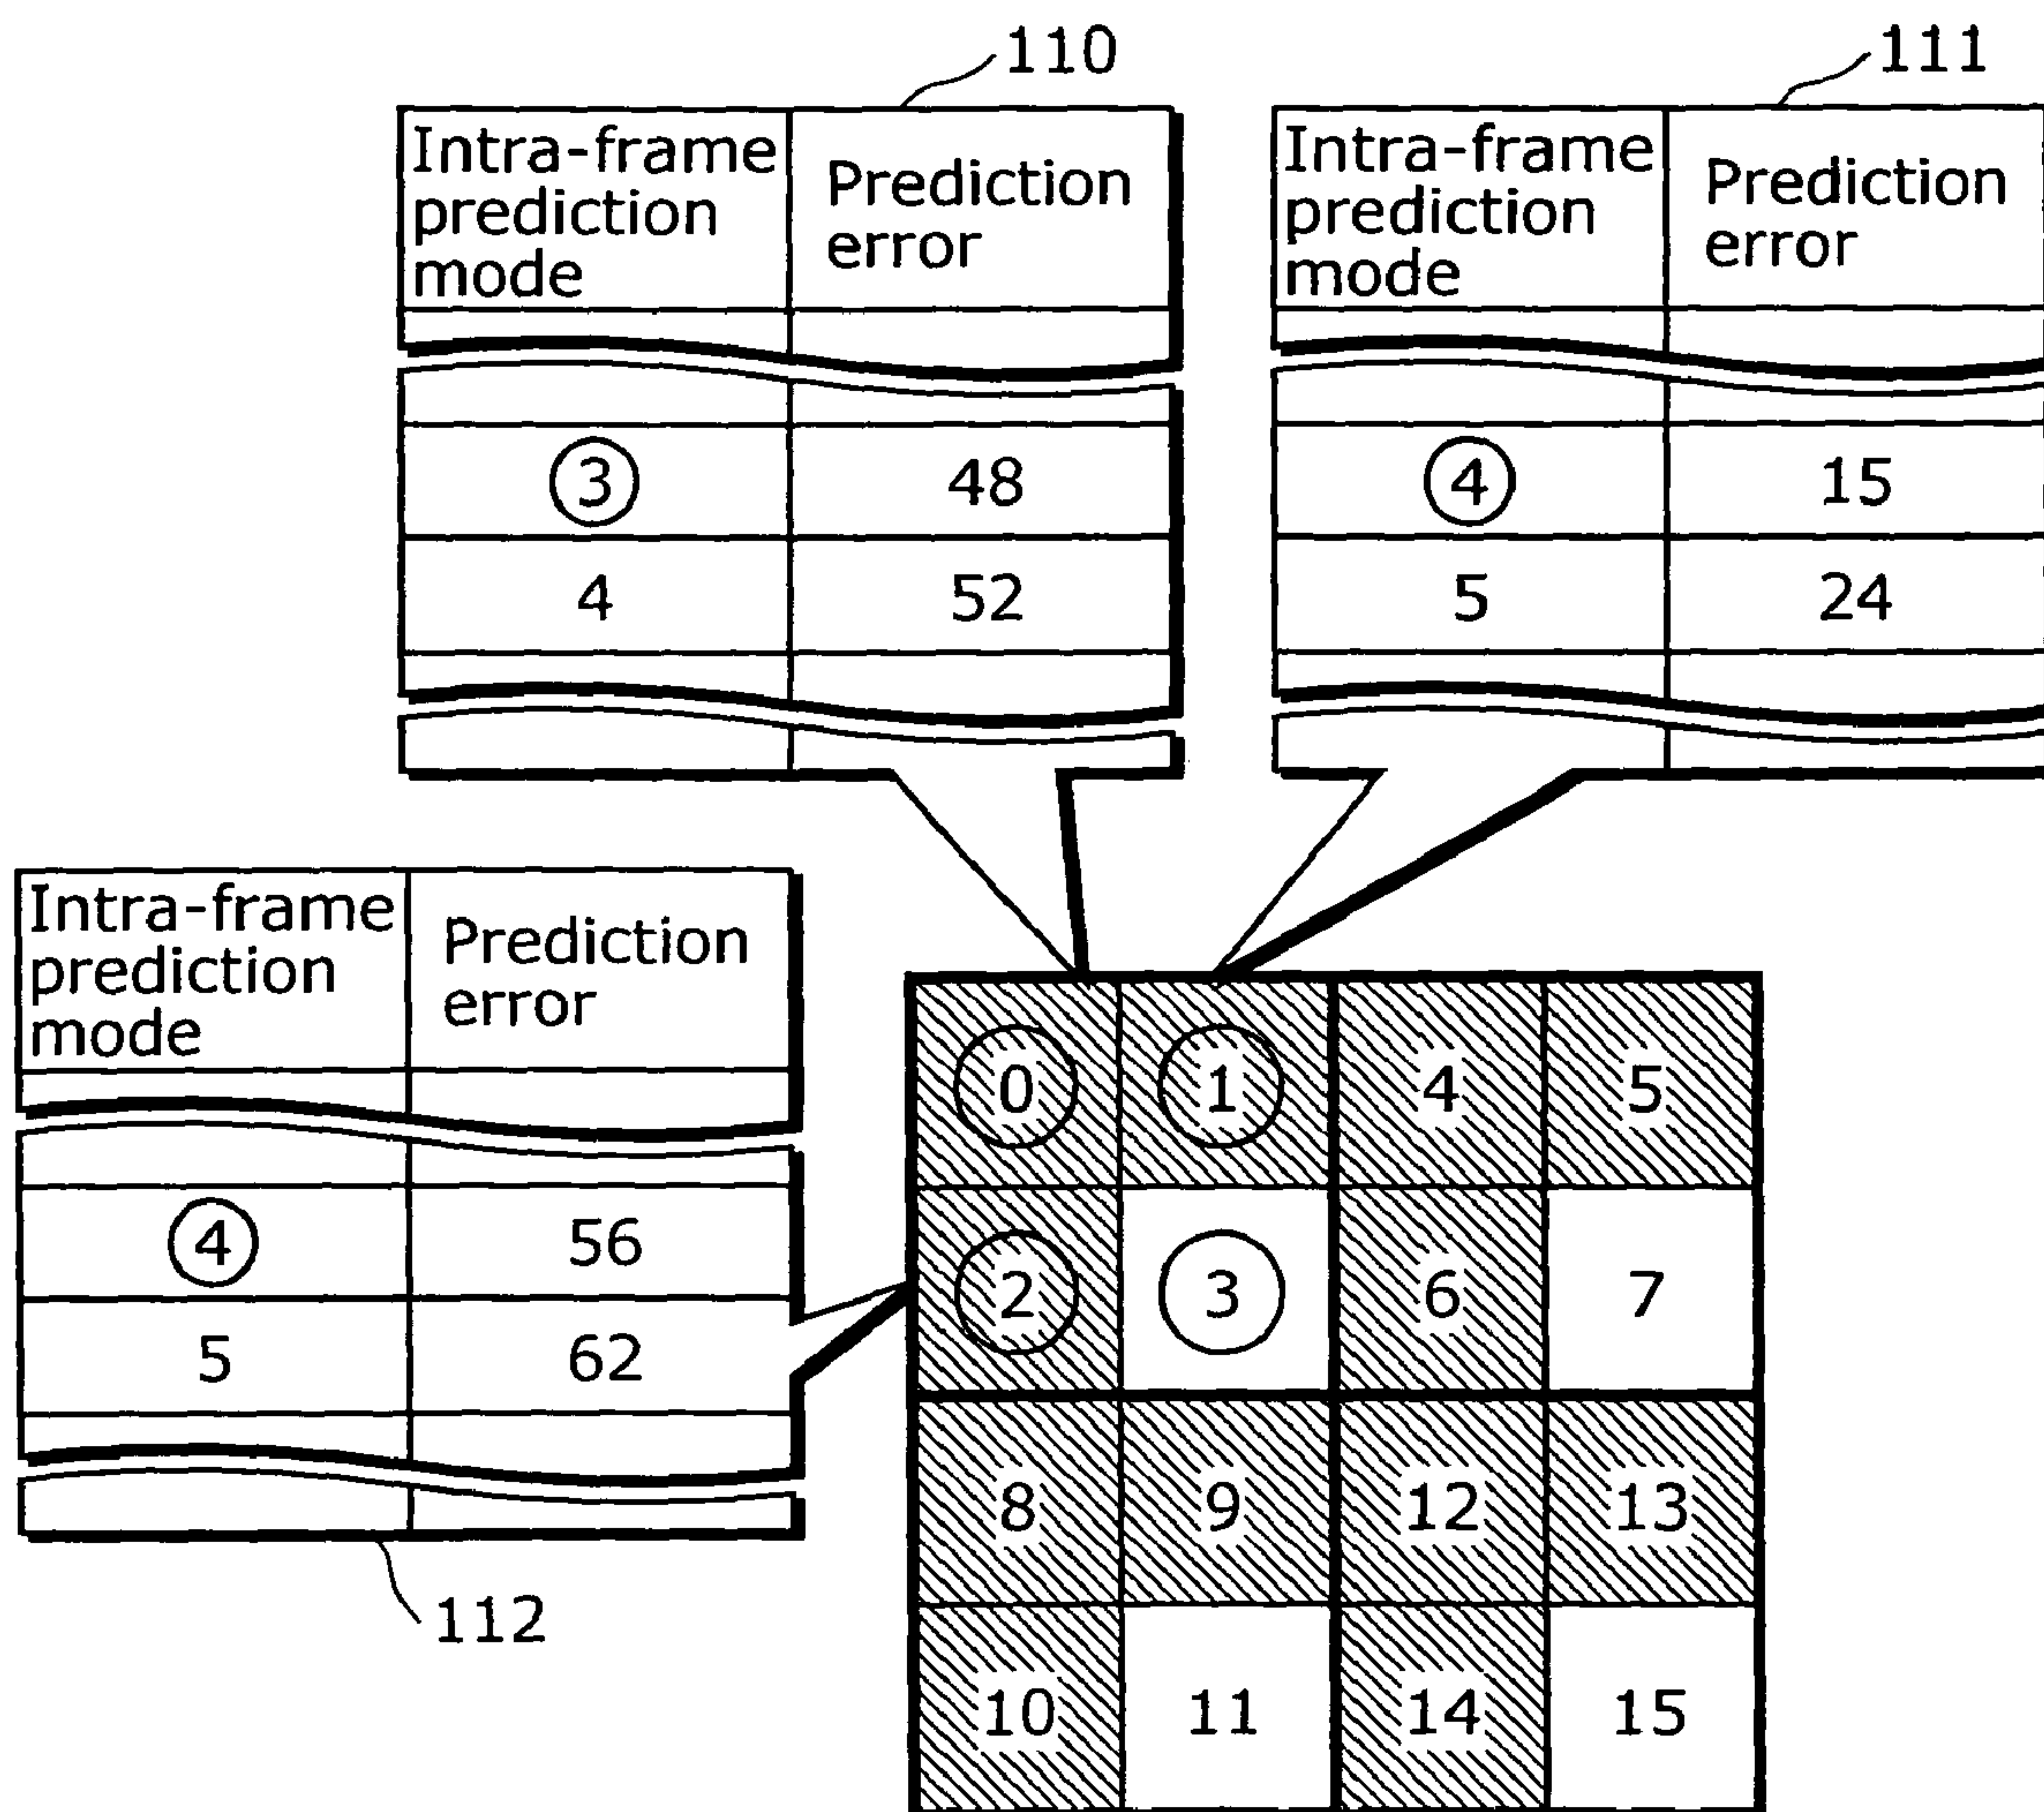 110
111
Intra-frame prediction mode
Prediction error
3 48
4 52
Intra-frame prediction mode
Prediction error
4 15
5 24
Intra-frame prediction mode
Prediction error
4 56
5 62
112
0 1 4 5
2 3 6 7
8 9 12 13
10 11 14 15